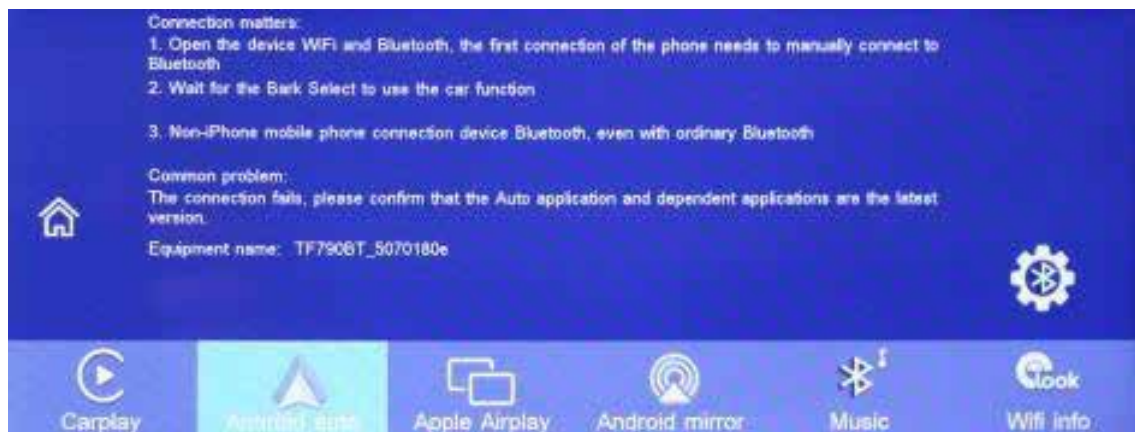 Connection matters:
1. Open the device WiFi and Bluetooth, the first connection of the phone needs to manually connect to
Bluetooth
2. Wait for the Bark Select to use the car function
3. Non-iPhone mobile phone connection device Bluetooth, even with ordinary Bluetooth
Common problem:
The connection fails, please confirm that the Auto application and dependent applications are the latest
version.
Equipment name: TF790BT_5070180e
look
Carplay
Android auto
Apple Airplay
Android mirror
Music
Wifi info